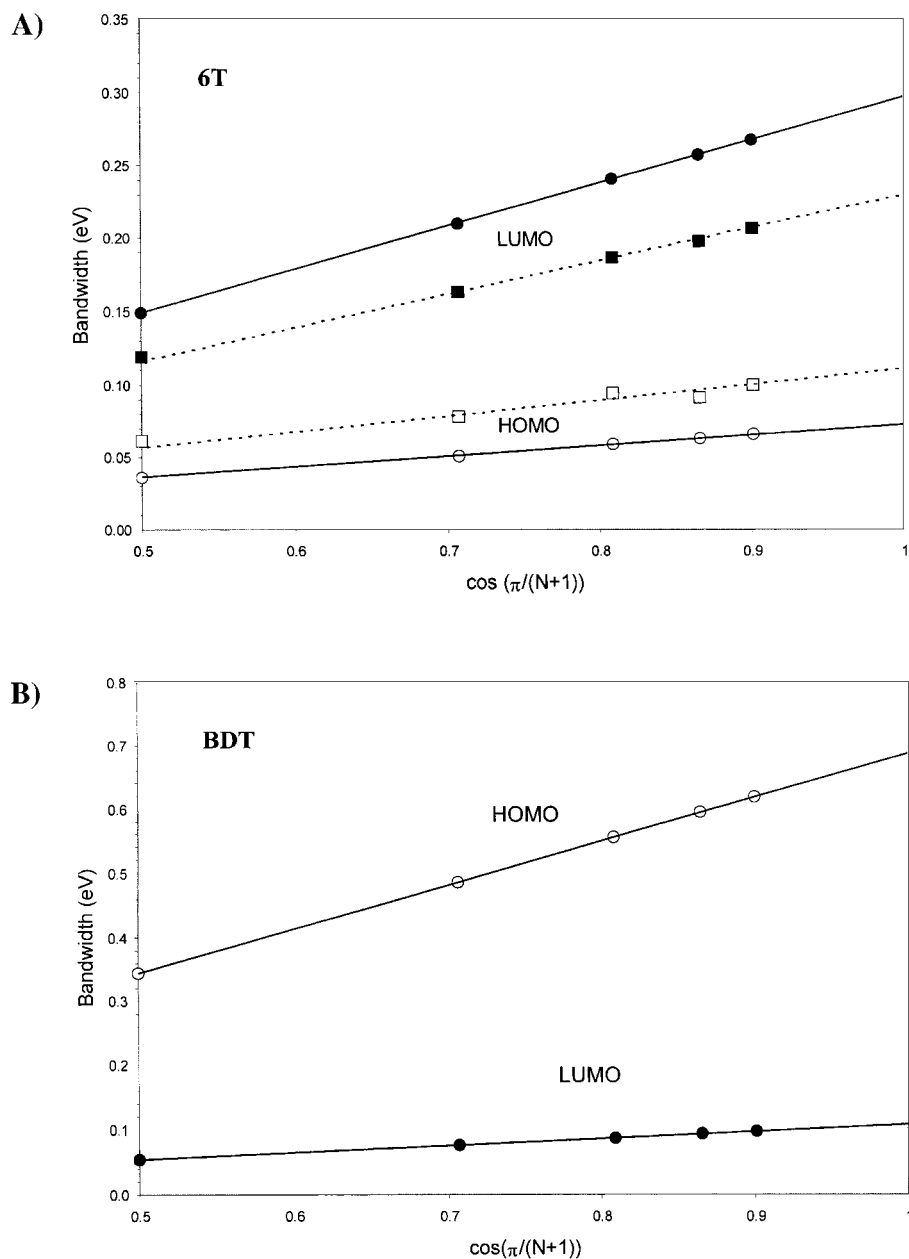 A)
6T
0.35
0.30
0.25
0.20
0.15
0.10
0.05
0.00
Bandwidth (eV)
LUMO
HOMO
0.5 0.6 0.7 0.8 0.9 1
cos (π/(N+1))
B)
BDT
0.8
0.7
0.6
0.5
0.4
0.3
0.2
0.1
0.0
Bandwidth (eV)
HOMO
LUMO
0.5 0.6 0.7 0.8 0.9 1
cos(π/(N+1))